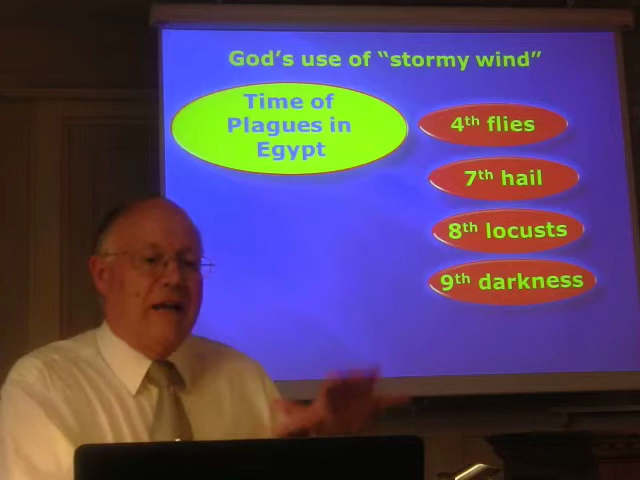 God's use of “stormy wind”
Time of
Plagues in
Egypt
4th flies
7th hail
8th locusts
9th darkness